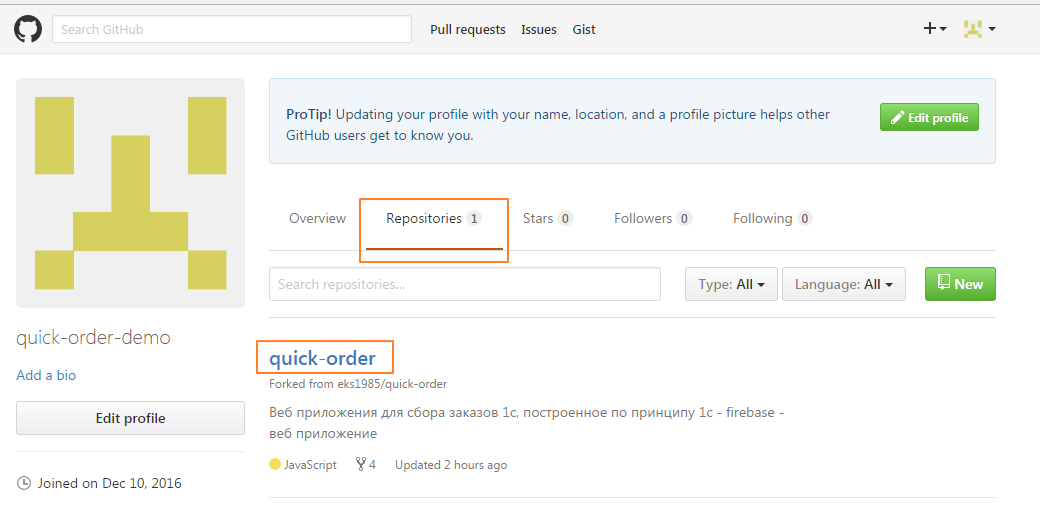 Search GitHub
Pull requests Issues Gist
ProTip! Updating your profile with your name, location, and a profile picture helps other
GitHub users get to know you.
Edit profile
Overview Repositories 1 Stars 0 Followers 0 Following 0
Search repositories...
Type: All Language: All New
quick-order-demo
Add a bio
Edit profile
Joined on Dec 10, 2016
quick-order
Forked from eks1985/quick-order
Веб приложения для сбора заказов 1с, построенное по принципу 1с - firebase -
веб приложение
JavaScript 4 Updated 2 hours ago